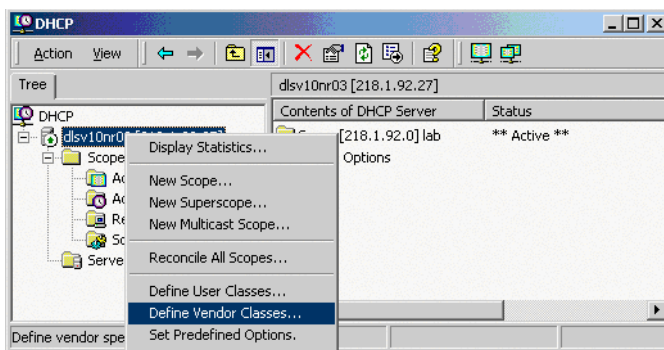 DHCP
Action View
Tree
dlsv10nr03 [218.1.92.27]
DHCP
Contents of DHCP Server Status
[218.1.92.0] lab ** Active **
Options
Scope
Serve
Display Statistics...
New Scope...
New Superscope...
New Multicast Scope...
Reconcile All Scopes...
Define User Classes...
Define Vendor Classes...
Set Predefined Options.
Define vendor spe